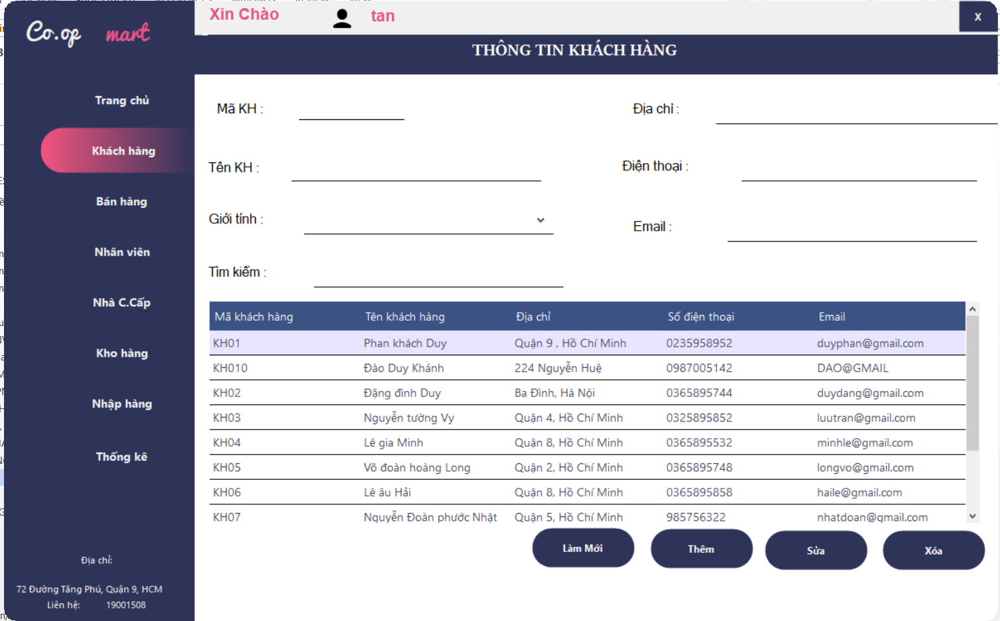 Co.op mart
Xin Chào tan
X
THÔNG TIN KHÁCH HÀNG
Trang chủ
Khách hàng
Bán hàng
Nhân viên
Nhà C.Cấp
Kho hàng
Nhập hàng
Thống kê
Địa chỉ:
72 Đường Tăng Phú, Quận 9, HCM
Liên hệ: 19001508
Mã KH :
Địa chỉ :
Tên KH :
Điện thoại :
Giới tính :
Email :
Tìm kiếm :
Mã khách hàng Tên khách hàng Địa chỉ Số điện thoại Email
KH01 Phan khách Duy Quận 9 , Hồ Chí Minh 0235958952 duyphan@gmail.com
KH010 Đào Duy Khánh 224 Nguyễn Huệ 0987005142 DAO@GMAIL
KH02 Đặng đình Duy Ba Đình, Hà Nội 0365895744 duydang@gmail.com
KH03 Nguyễn tường Vy Quận 4, Hồ Chí Minh 0325895852 luutran@gmail.com
KH04 Lê gia Minh Quận 8, Hồ Chí Minh 0365895532 minhle@gmail.com
KH05 Võ đoàn hoàng Long Quận 2, Hồ Chí Minh 0365895748 longvo@gmail.com
KH06 Lê âu Hải Quận 8, Hồ Chí Minh 0365895858 haile@gmail.com
KH07 Nguyễn Đoàn phước Nhật Quận 5, Hồ Chí Minh 985756322 nhatdoan@gmail.com
Làm Mới
Thêm
Sửa
Xóa